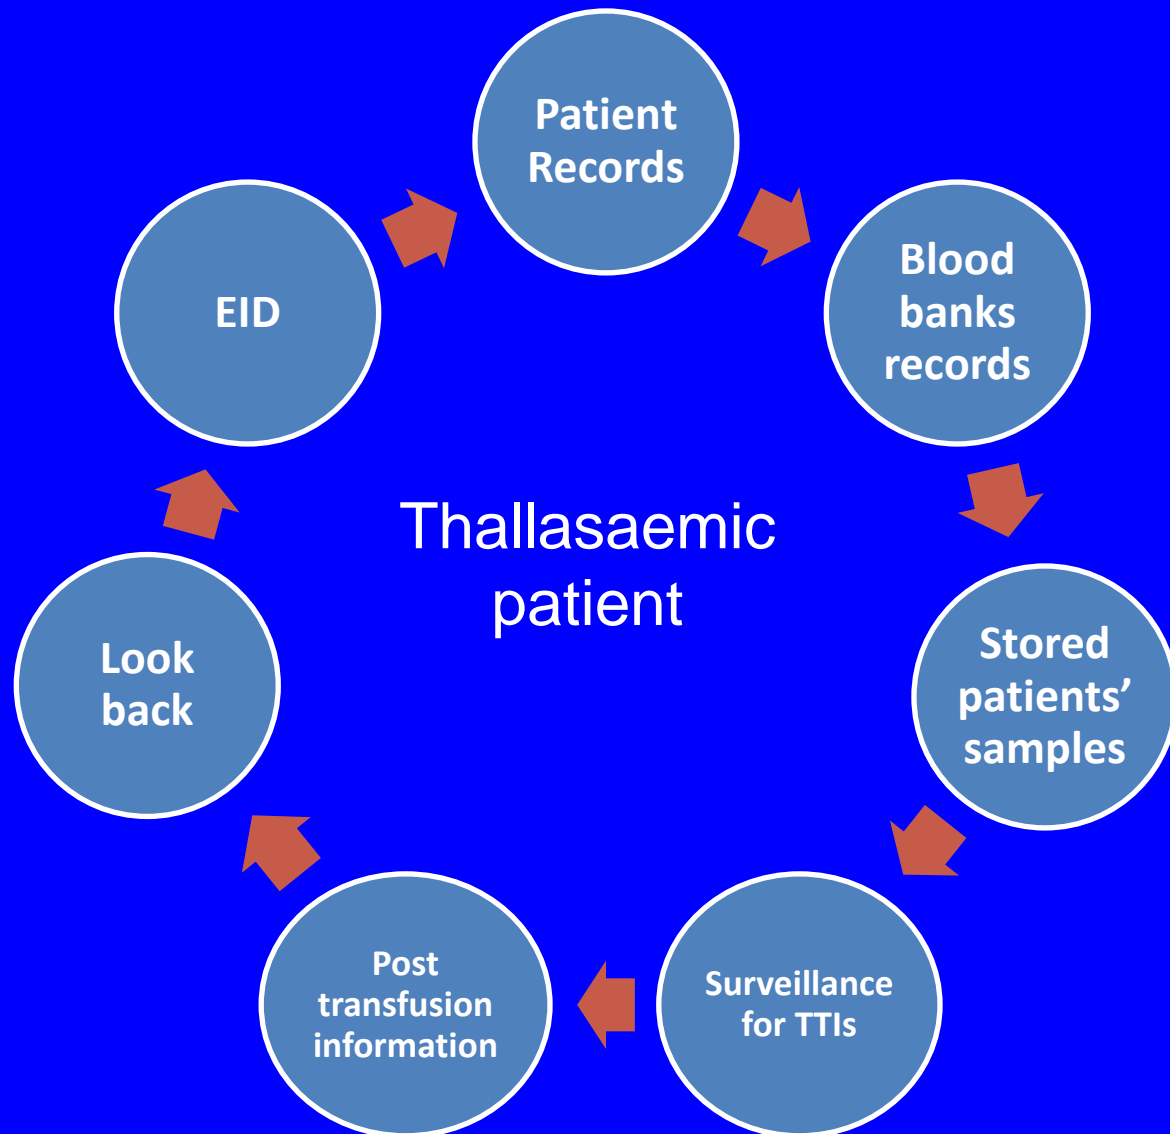 Patient
Records
Blood
banks
records
Stored
patients’
samples
Surveillance
for TTIs
Post
transfusion
information
Look
back
EID
Thallasaemic
patient